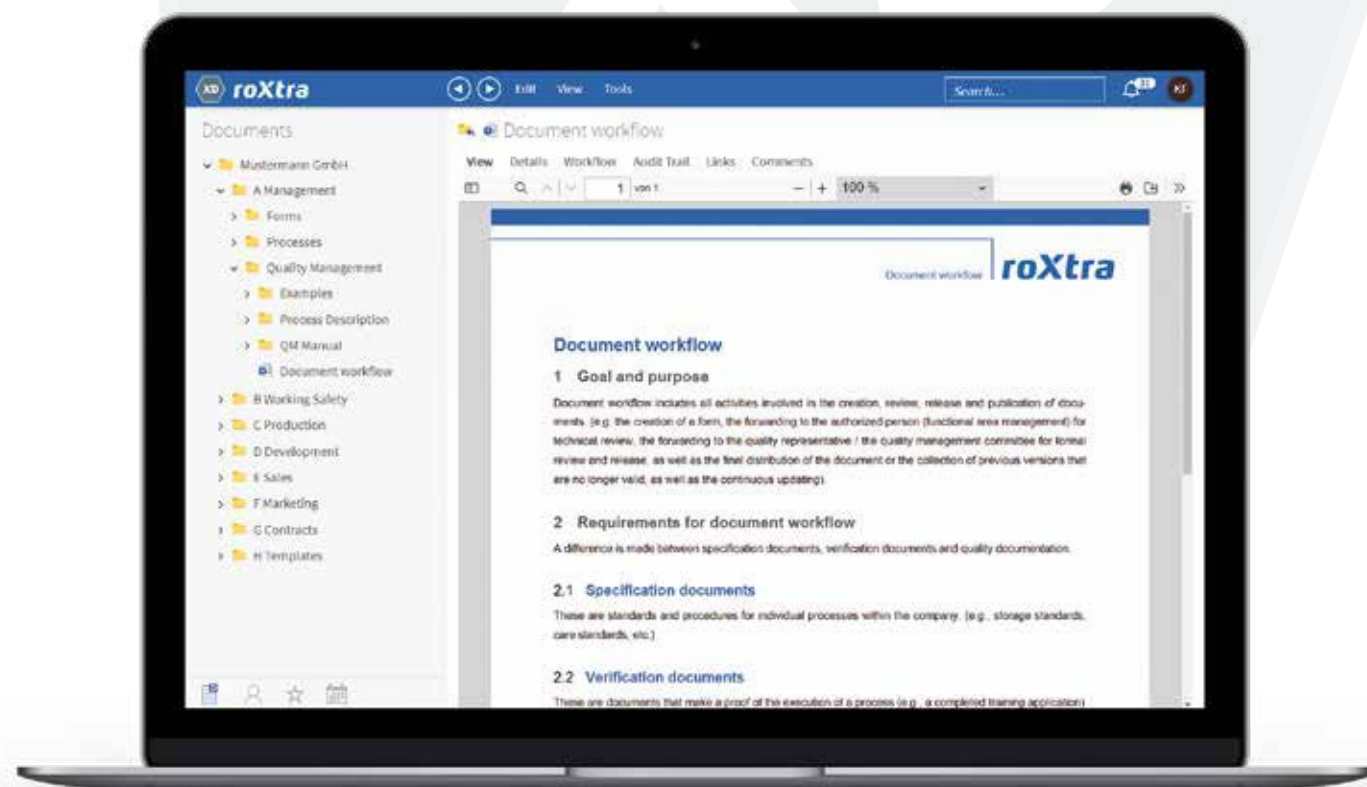 roXtra
Edit View Tools
Search...
Documents
Mustermann GmbH
A Management
Forms
Processes
Quality Management
Examples
Process Description
QM Manual
Document workflow
B Working Safety
C Production
D Development
E Sales
F Marketing
G Contracts
H Templates
Document workflow
View Details Workflow Audit Trail Links Comments
1 von 1 − + 100 %
Document workflow roXtra
Document workflow
1 Goal and purpose
Document workflow includes all activities involved in the creation, review, release and publication of docu-
ments. (e.g. the creation of a form, the forwarding to the authorized person (functional area management) for
technical review, the forwarding to the quality representative / the quality management committee for formal
review and release, as well as the final distribution of the document or the collection of previous versions that
are no longer valid, as well as the continuous updating).
2 Requirements for document workflow
A difference is made between specification documents, verification documents and quality documentation.
2.1 Specification documents
These are standards and procedures for individual processes within the company. (e.g., storage standards,
care standards, etc.)
2.2 Verification documents
These are documents that make a proof of the execution of a process (e.g., a completed training application)